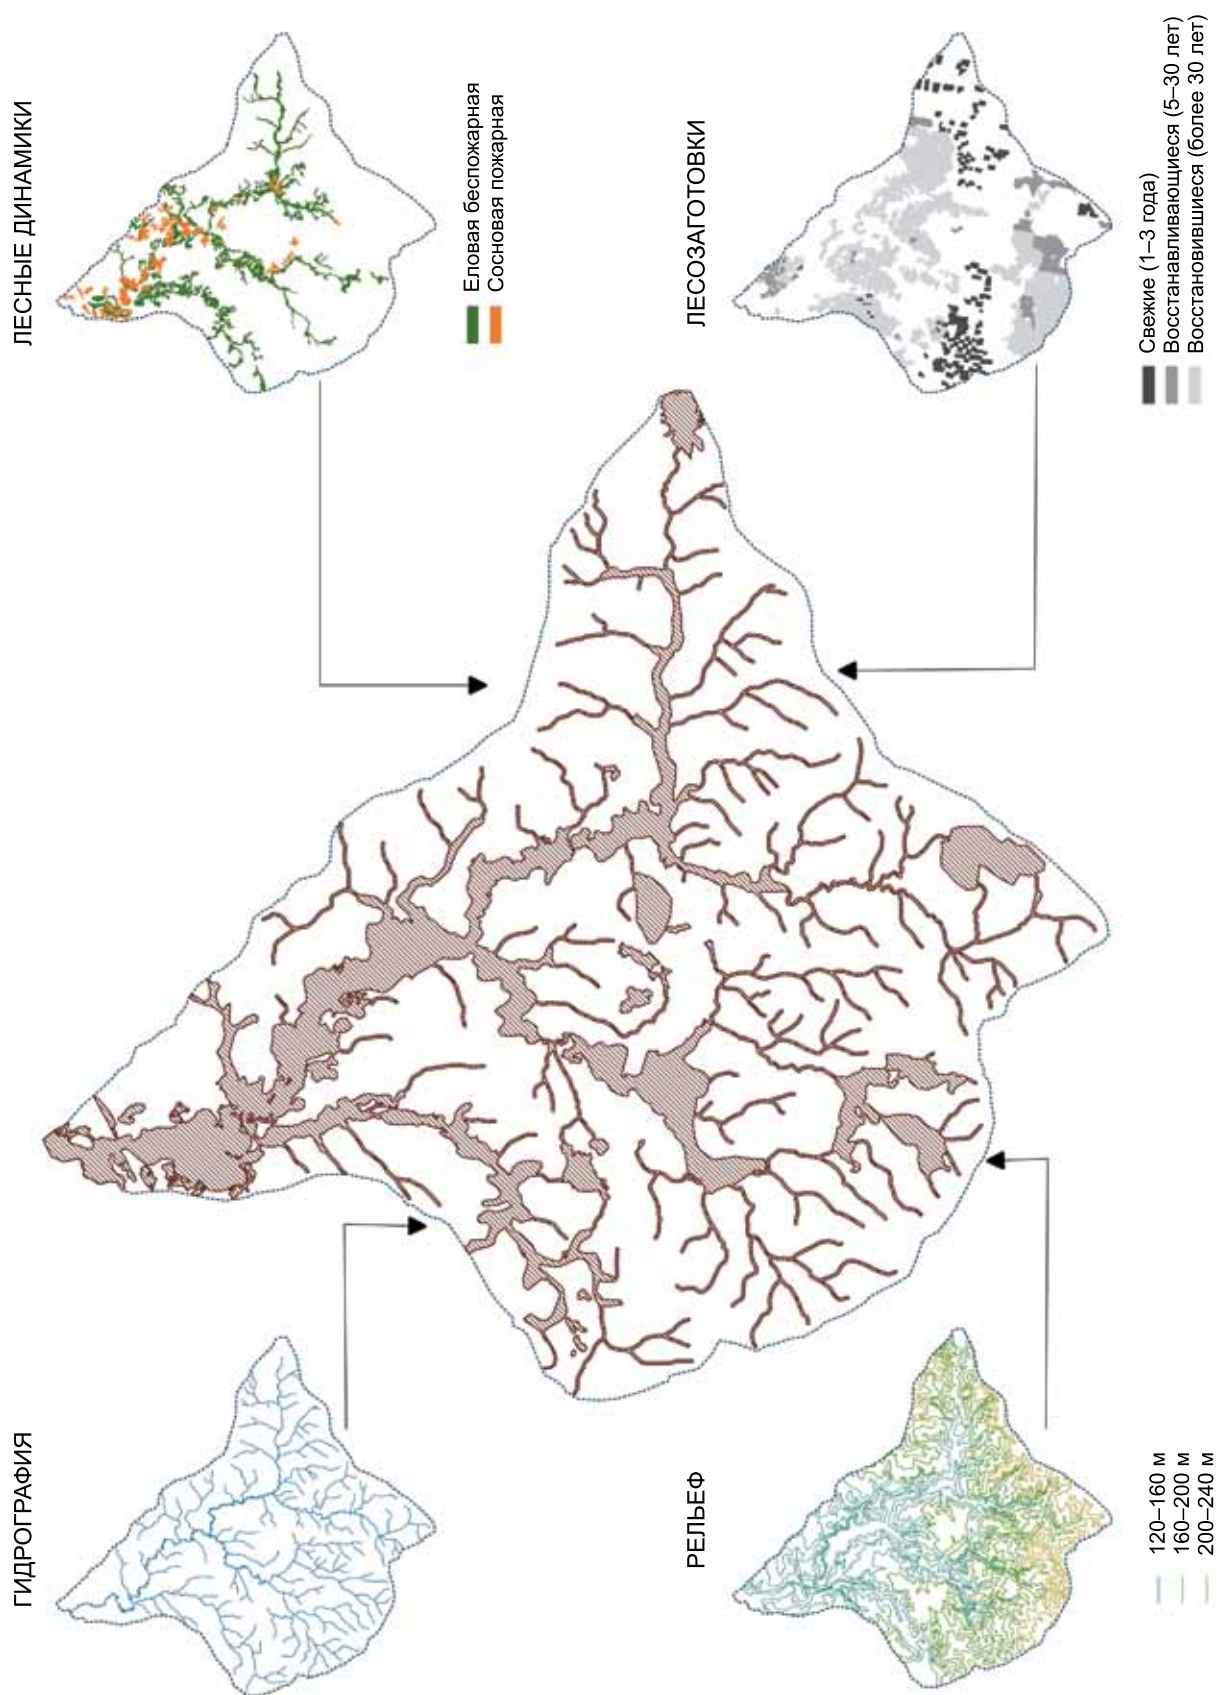 ГИДРОГРАФИЯ
ЛЕСНЫЕ ДИНАМИКИ
Еловая беспожарная
Сосновая пожарная
РЕЛЬЕФ
120–160 м
160–200 м
200–240 м
ЛЕСОЗАГОТОВКИ
Свежие (1–3 года)
Восстанавливающиеся (5–30 лет)
Восстановившиеся (более 30 лет)